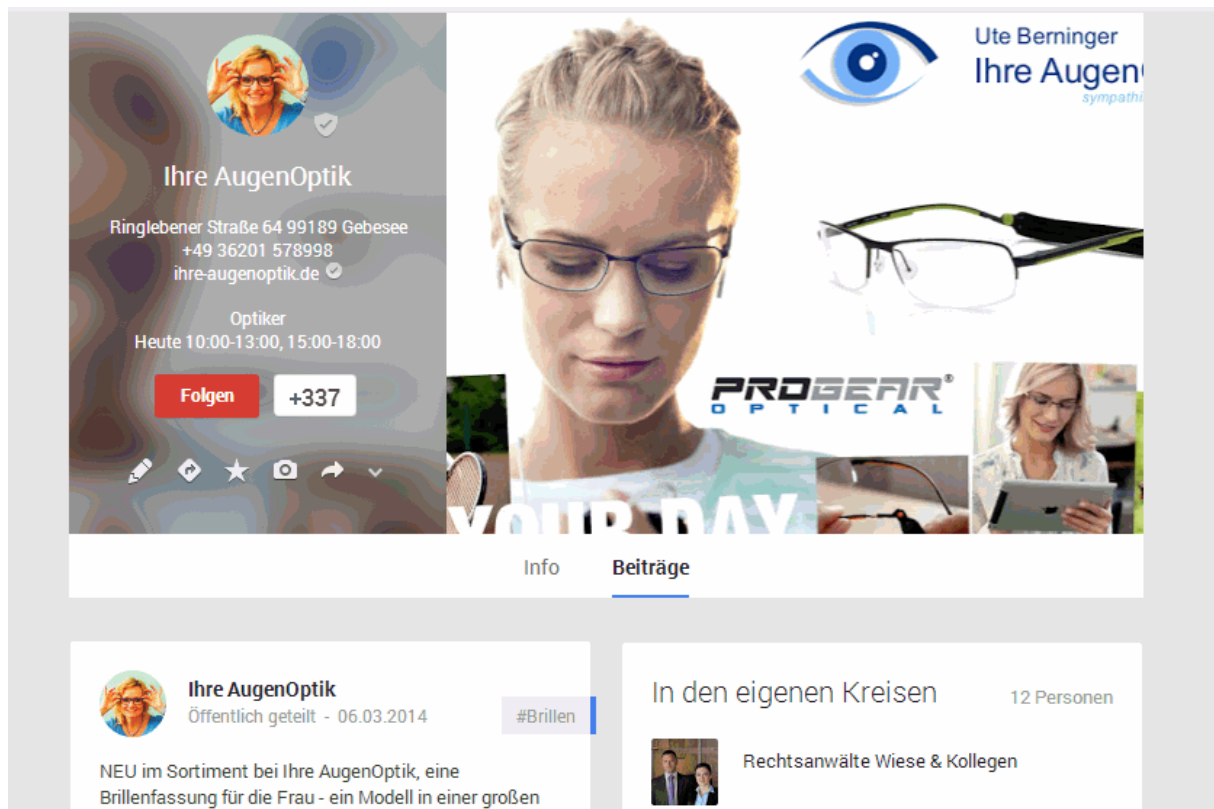 Ihre AugenOptik
Ringlebener Straße 64 99189 Gebesee
+49 36201 578998
ihre-augenoptik.de
Optiker
Heute 10:00-13:00, 15:00-18:00
Folgen +337
Ute Berninger
Ihre Augen
sympathi
PROGEAR®
OPTICAL
YOUR DAY
Info Beiträge
Ihre AugenOptik
Öffentlich geteilt - 06.03.2014
#Brillen
NEU im Sortiment bei Ihre AugenOptik, eine
Brillenfassung für die Frau - ein Modell in einer großen
In den eigenen Kreisen 12 Personen
Rechtsanwälte Wiese & Kollegen